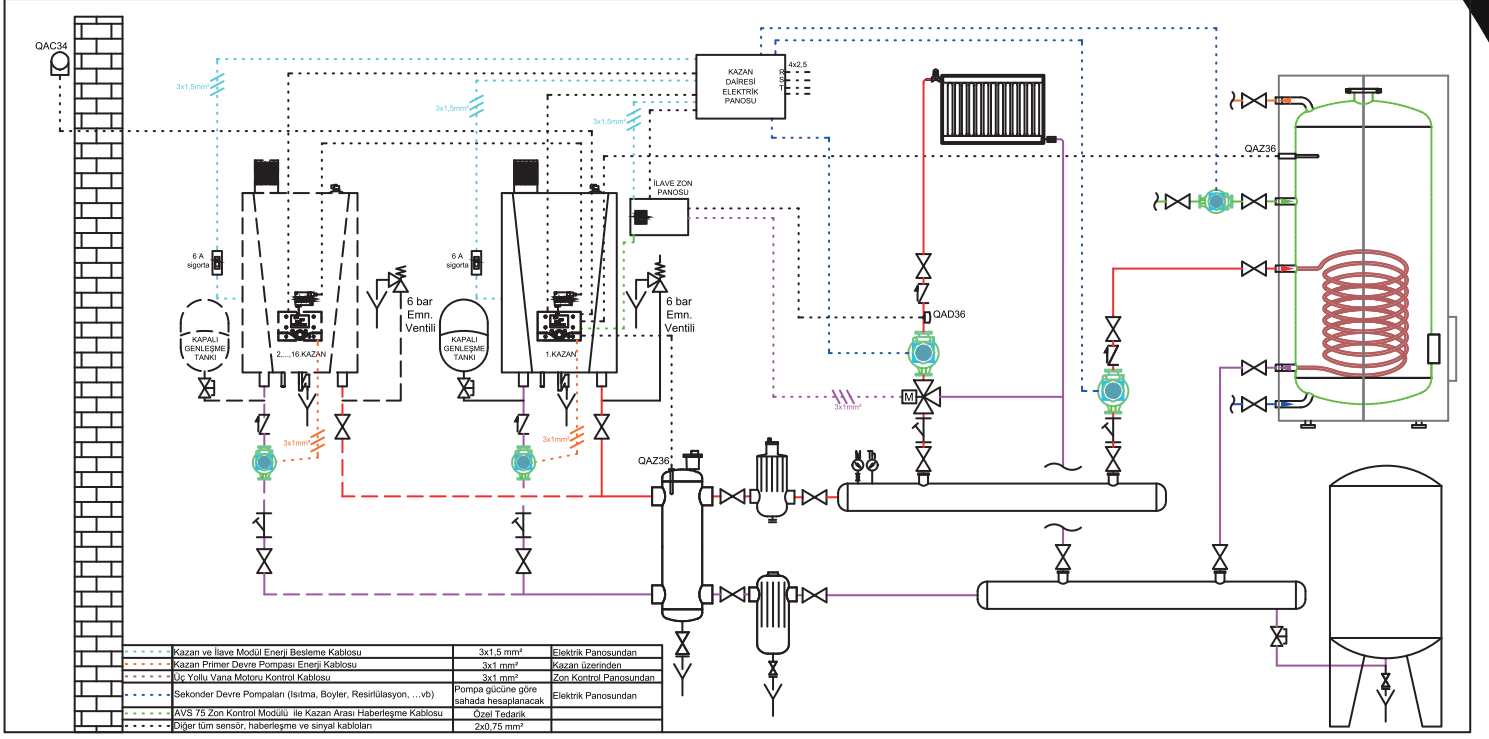 QAC34
3x1,5mm²
3x1,5mm²
3x1,5mm²
KAZAN
DAİRESİ
ELEKTRİK
PANOSU
4x2,5
R
S
T
QAZ36
İLAVE ZON
PANOSU
6 A
sigorta
6 A
sigorta
6 bar
Emn.
Ventili
6 bar
Emn.
Ventili
QAD36
KAPALI
GENLEŞME
TANKI
2,...,16.KAZAN
KAPALI
GENLEŞME
TANKI
1.KAZAN
M
3x1mm²
3x1mm²
3x1mm²
QAZ36
Kazan ve İlave Modül Enerji Besleme Kablosu 3x1,5 mm² Elektrik Panosundan
Kazan Primer Devre Pompası Enerji Kablosu 3x1 mm² Kazan üzerinden
Üç Yollu Vana Motoru Kontrol Kablosu 3x1 mm² Zon Kontrol Panosundan
Sekonder Devre Pompaları (Isıtma, Boyler, Resirlülasyon, ...vb) Pompa gücüne göre sahada hesaplanacak Elektrik Panosundan
AVS 75 Zon Kontrol Modülü ile Kazan Arası Haberleşme Kablosu Özel Tedarik
Diğer tüm sensör, haberleşme ve sinyal kabloları 2x0,75 mm²